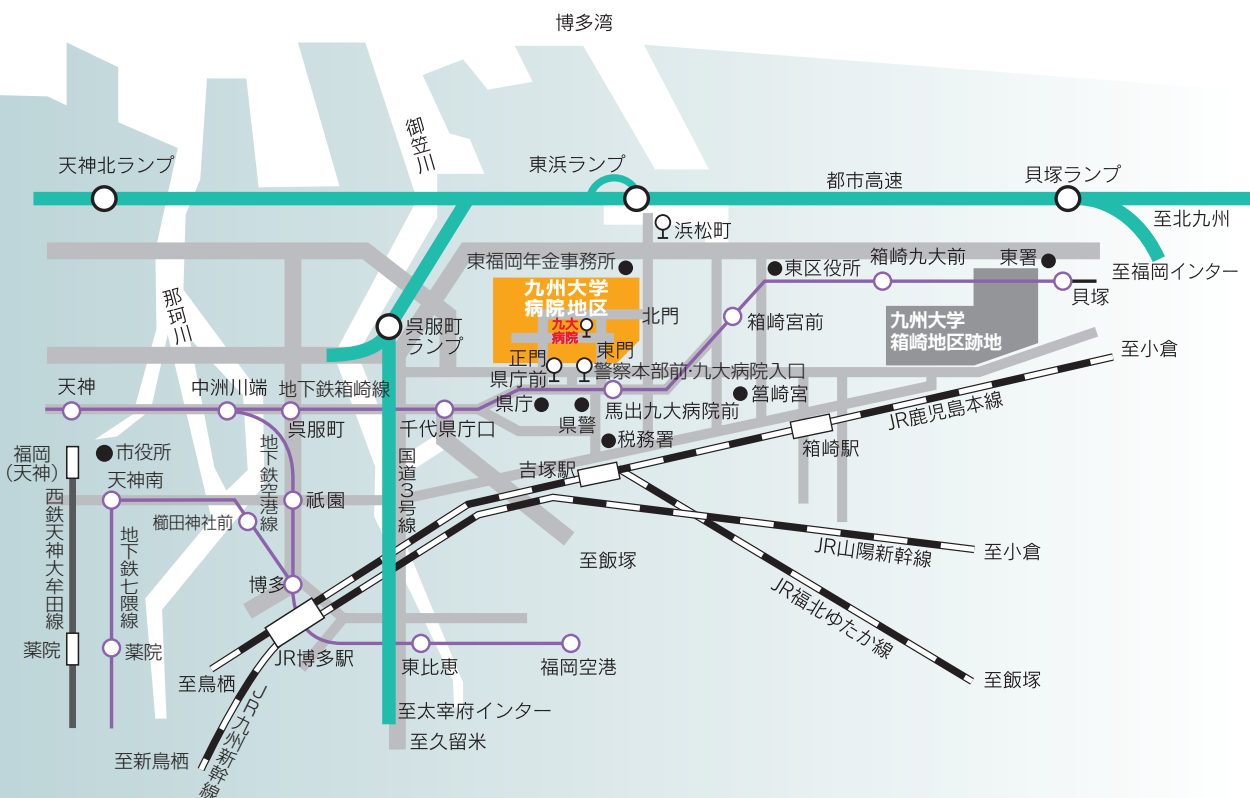 博多湾
御笠川
天神北ランプ
東浜ランプ
都市高速
貝塚ランプ
至北九州
浜松町
東福岡年金事務所
東区役所
箱崎九大前
東署
至福岡インター
貝塚
那珂川
九州大学
病院地区
九大
病院
北門
呉服町
ランプ
箱崎宮前
九州大学
箱崎地区跡地
正門
東門
至小倉
県庁前
警察本部前·九大病院入口
天神
中洲川端
地下鉄箱崎線
県庁
馬出九大病院前
筥崎宮
JR鹿児島本線
呉服町
千代県庁口
県警
税務署
箱崎駅
福岡
(天神)
市役所
地下鉄空港線
国道3号線
吉塚駅
天神南
祇園
西鉄天神大牟田線
地下鉄七隈線
櫛田神社前
JR山陽新幹線
至小倉
至飯塚
博多
JR福北ゆたか線
薬院
薬院
JR博多駅
東比恵
福岡空港
至鳥栖
至飯塚
JR九州新幹線
至太宰府インター
至久留米
至新鳥栖